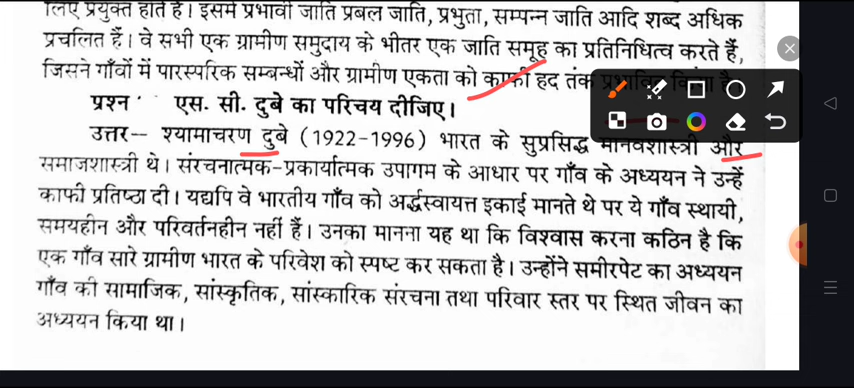 लिए प्रयुक्त होते हैं। इसमें प्रभावी जाति प्रबल जाति, प्रभुता, सम्पन्न जाति आदि शब्द अधिक
प्रचलित हैं। वे सभी एक ग्रामीण समुदाय के भीतर एक जाति समूह का प्रतिनिधित्व करते हैं,
जिसने गाँवों में पारस्परिक सम्बन्धों और ग्रामीण एकता को काफी हद तक
प्रश्न एस. सी. दुबे का परिचय दीजिए।
उत्तर-- श्यामाचरण दुबे (1922-1996) भारत के सुप्रसिद्ध मानवशास्त्री और
समाजशास्त्री थे। संरचनात्मक-प्रकार्यात्मक उपागम के आधार पर गाँव के अध्ययन ने उन्हें
काफी प्रतिष्ठा दी। यद्यपि वे भारतीय गाँव को अर्द्धस्वायत्त इकाई मानते थे पर ये गाँव स्थायी,
समयहीन और परिवर्तनहीन नहीं हैं। उनका मानना यह था कि विश्वास करना कठिन है कि
एक गाँव सारे ग्रामीण भारत के परिवेश को स्पष्ट कर सकता है। उन्होंने समीरपेट का अध्ययन
गाँव की सामाजिक, सांस्कृतिक, सांस्कारिक संरचना तथा परिवार स्तर पर स्थित जीवन का
अध्ययन किया था।